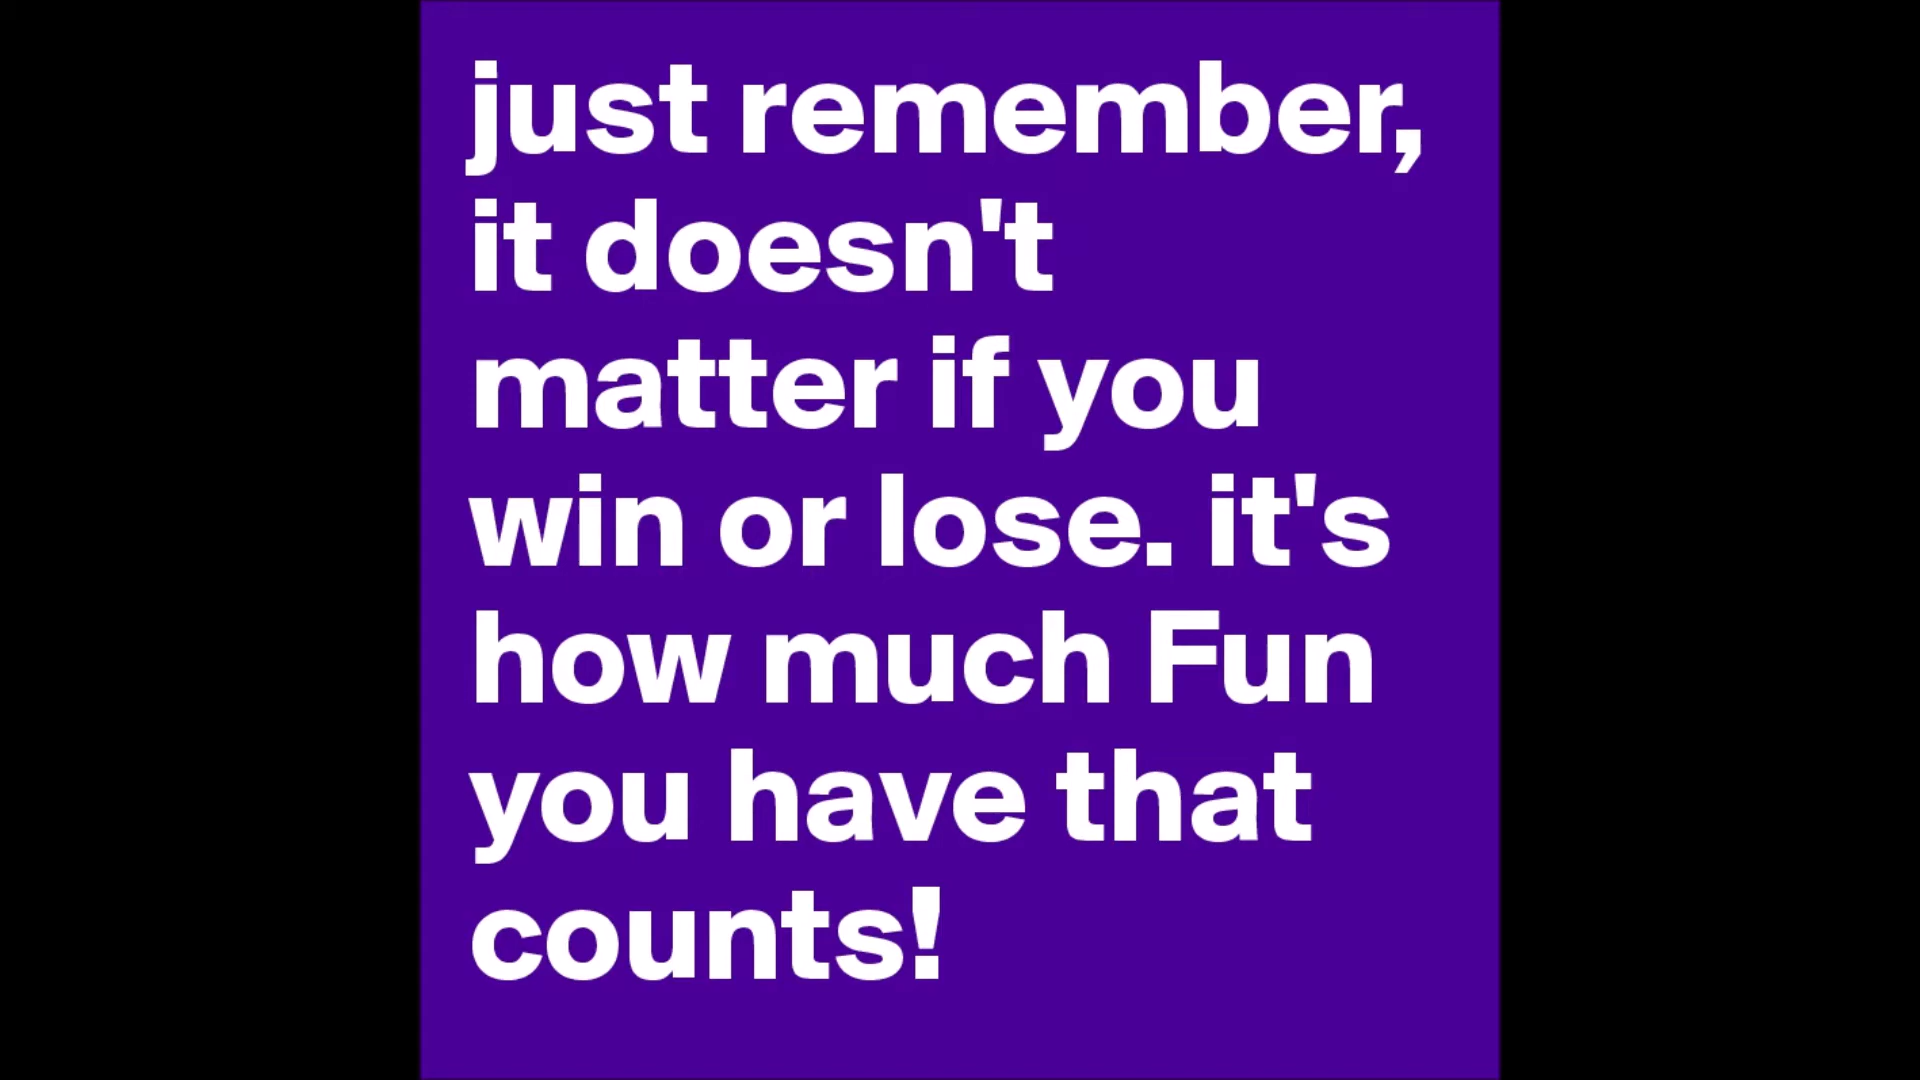 just remember,
it doesn't
matter if you
win or lose. it's
how much Fun
you have that
counts!